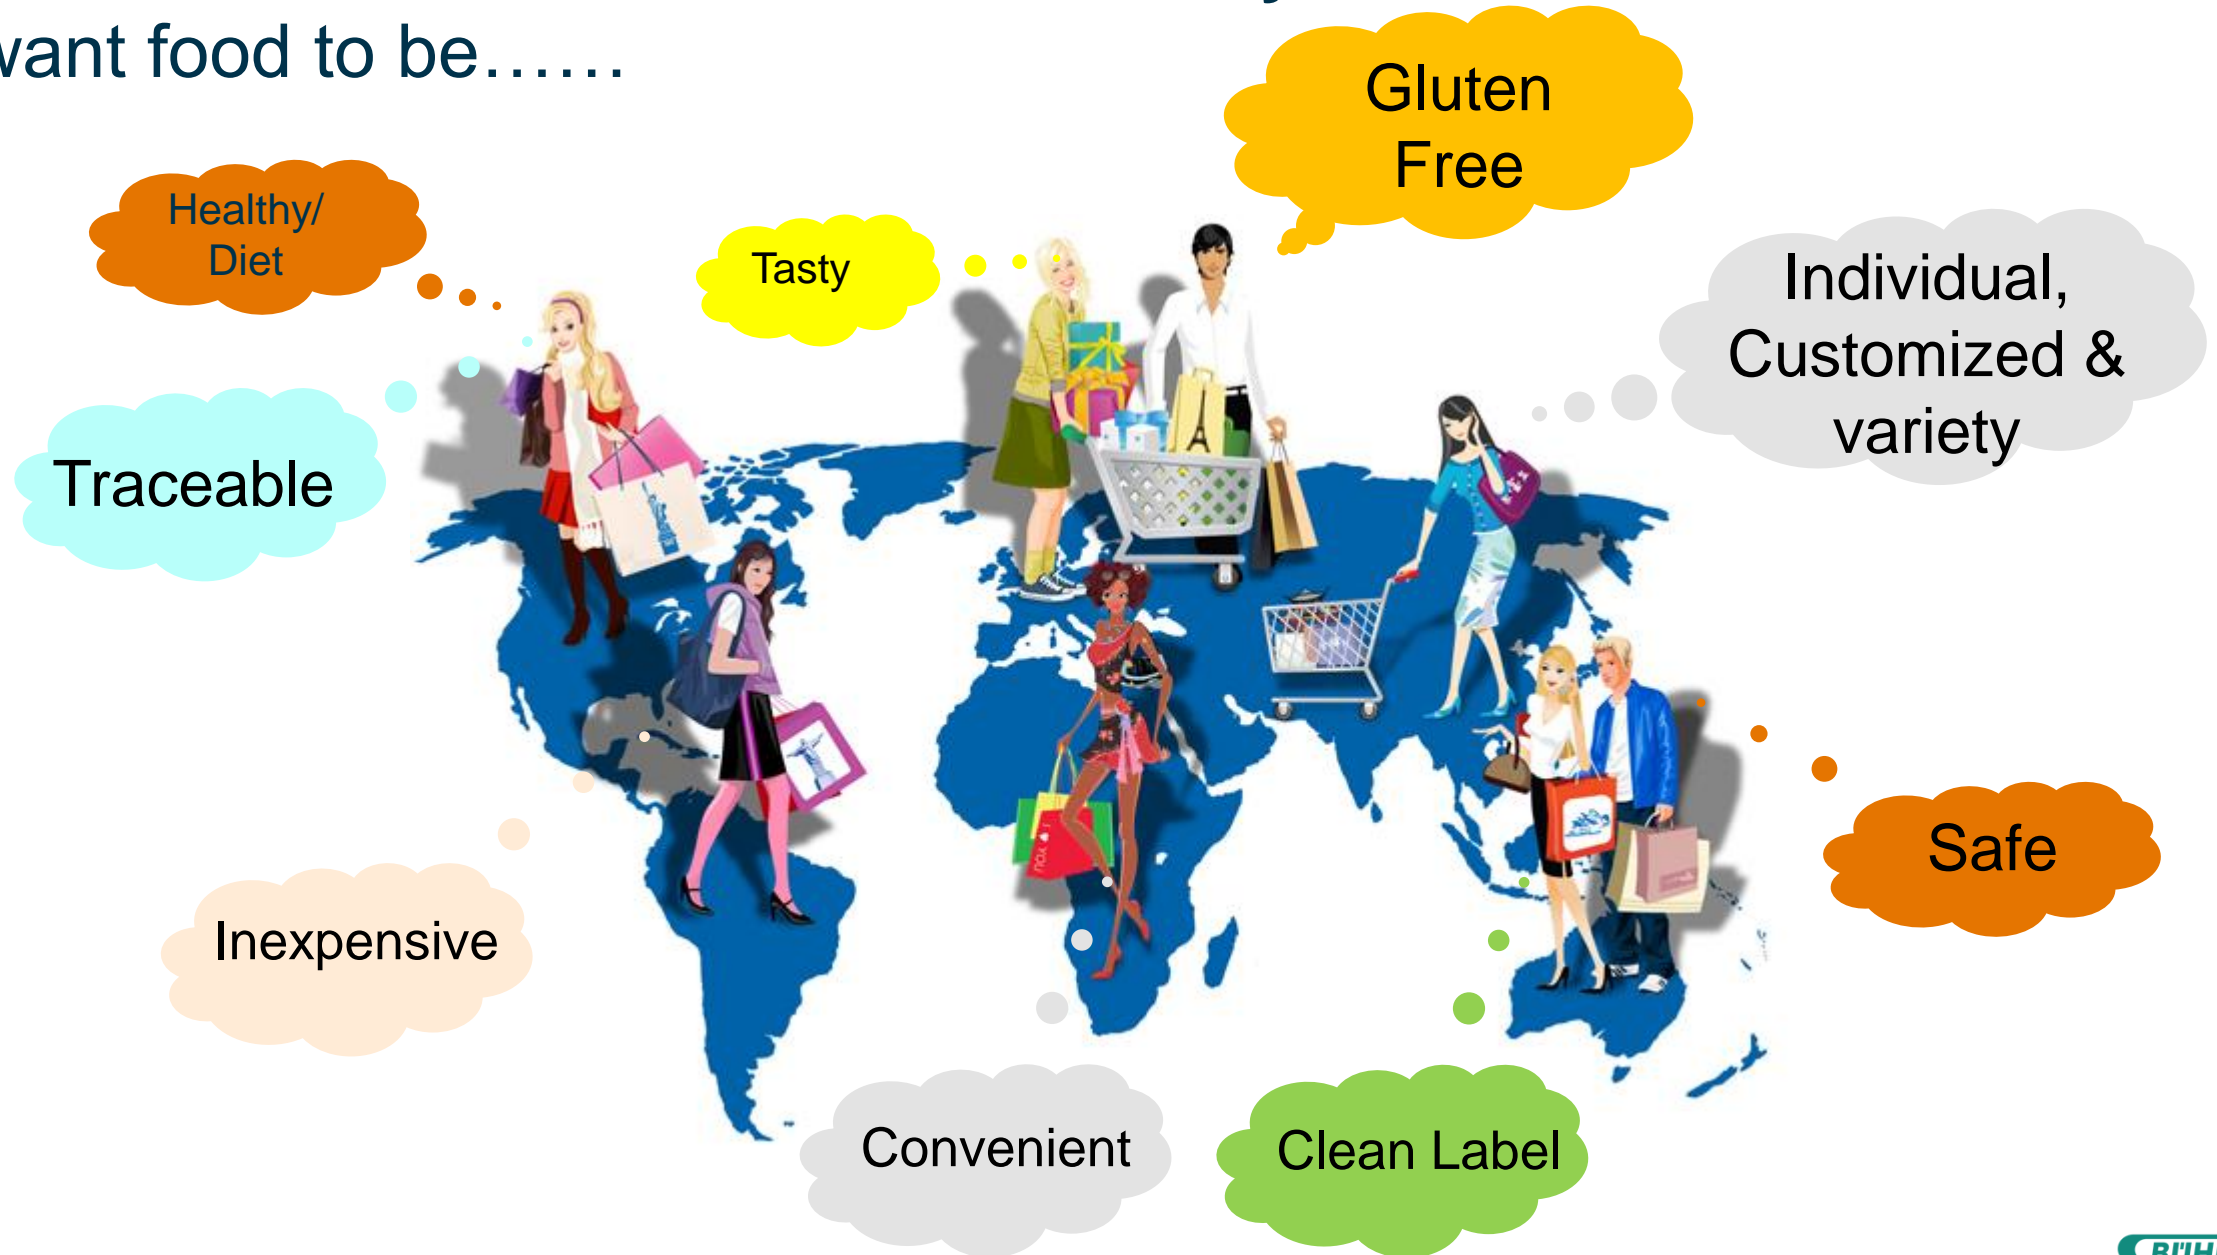 want food to be……
Gluten
Free
Healthy/
Diet
Tasty
Individual,
Customized &
variety
Traceable
Safe
Inexpensive
Convenient
Clean Label